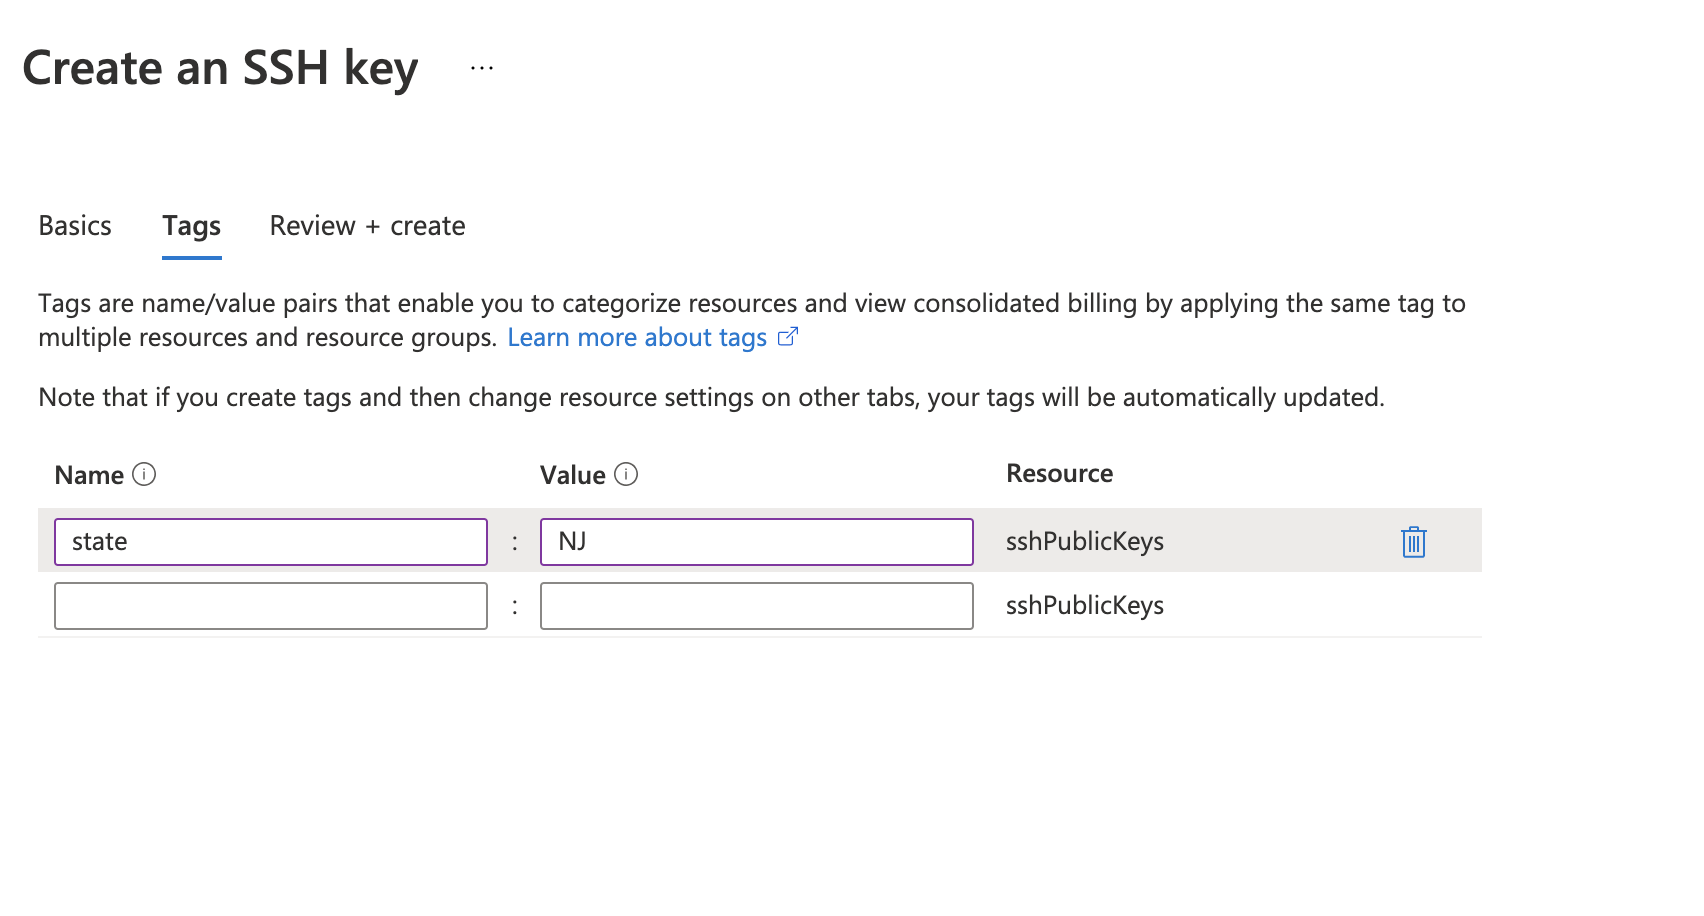 Create an SSH key ...
Basics Tags Review + create
Tags are name/value pairs that enable you to categorize resources and view consolidated billing by applying the same tag to
multiple resources and resource groups. Learn more about tags
Note that if you create tags and then change resource settings on other tabs, your tags will be automatically updated.
Name Value Resource
state : NJ sshPublicKeys
: sshPublicKeys